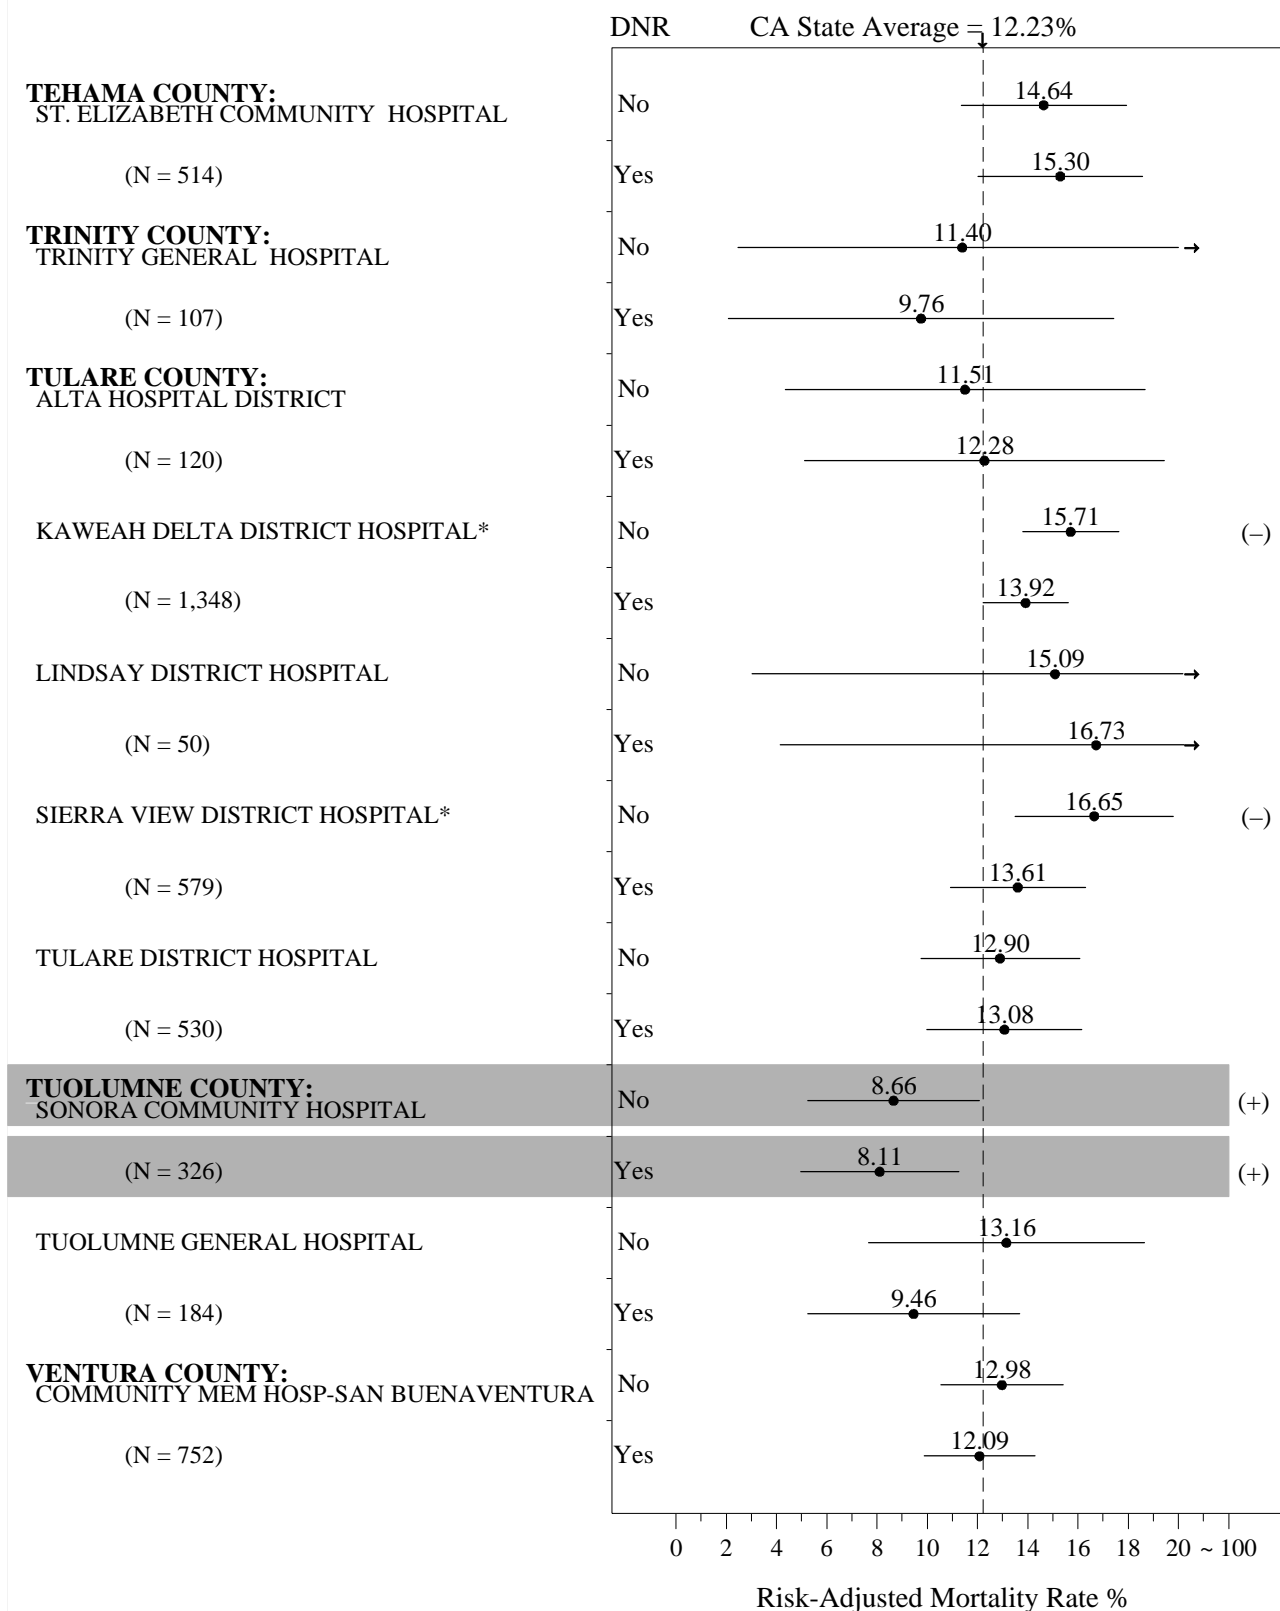 DNR CA State Average = 12.23%
TEHAMA COUNTY:
ST. ELIZABETH COMMUNITY HOSPITAL No 14.64
(N = 514) Yes 15.30
TRINITY COUNTY:
TRINITY GENERAL HOSPITAL No 11.40
(N = 107) Yes 9.76
TULARE COUNTY:
ALTA HOSPITAL DISTRICT No 11.51
(N = 120) Yes 12.28
KAWEAH DELTA DISTRICT HOSPITAL* No 15.71 (–)
(N = 1,348) Yes 13.92
LINDSAY DISTRICT HOSPITAL No 15.09
(N = 50) Yes 16.73
SIERRA VIEW DISTRICT HOSPITAL* No 16.65 (–)
(N = 579) Yes 13.61
TULARE DISTRICT HOSPITAL No 12.90
(N = 530) Yes 13.08
TUOLUMNE COUNTY:
SONORA COMMUNITY HOSPITAL No 8.66 (+)
(N = 326) Yes 8.11 (+)
TUOLUMNE GENERAL HOSPITAL No 13.16
(N = 184) Yes 9.46
VENTURA COUNTY:
COMMUNITY MEM HOSP-SAN BUENAVENTURA No 12.98
(N = 752) Yes 12.09
0 2 4 6 8 10 12 14 16 18 20 ~ 100
Risk-Adjusted Mortality Rate %